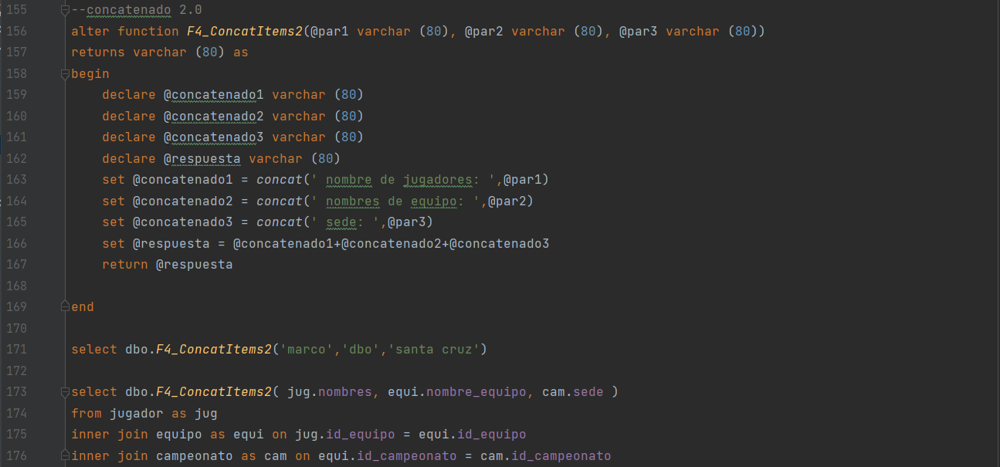 155 --concatenado 2.0
156 alter function F4_ConcatItems2(@par1 varchar (80), @par2 varchar (80), @par3 varchar (80))
157 returns varchar (80) as
158 begin
159     declare @concatenado1 varchar (80)
160     declare @concatenado2 varchar (80)
161     declare @concatenado3 varchar (80)
162     declare @respuesta varchar (80)
163     set @concatenado1 = concat(' nombre de jugadores: ',@par1)
164     set @concatenado2 = concat(' nombres de equipo: ',@par2)
165     set @concatenado3 = concat(' sede: ',@par3)
166     set @respuesta = @concatenado1+@concatenado2+@concatenado3
167     return @respuesta
168
169 end
170
171 select dbo.F4_ConcatItems2('marco','dbo','santa cruz')
172
173 select dbo.F4_ConcatItems2( jug.nombres, equi.nombre_equipo, cam.sede )
174 from jugador as jug
175 inner join equipo as equi on jug.id_equipo = equi.id_equipo
176 inner join campeonato as cam on equi.id_campeonato = cam.id_campeonato